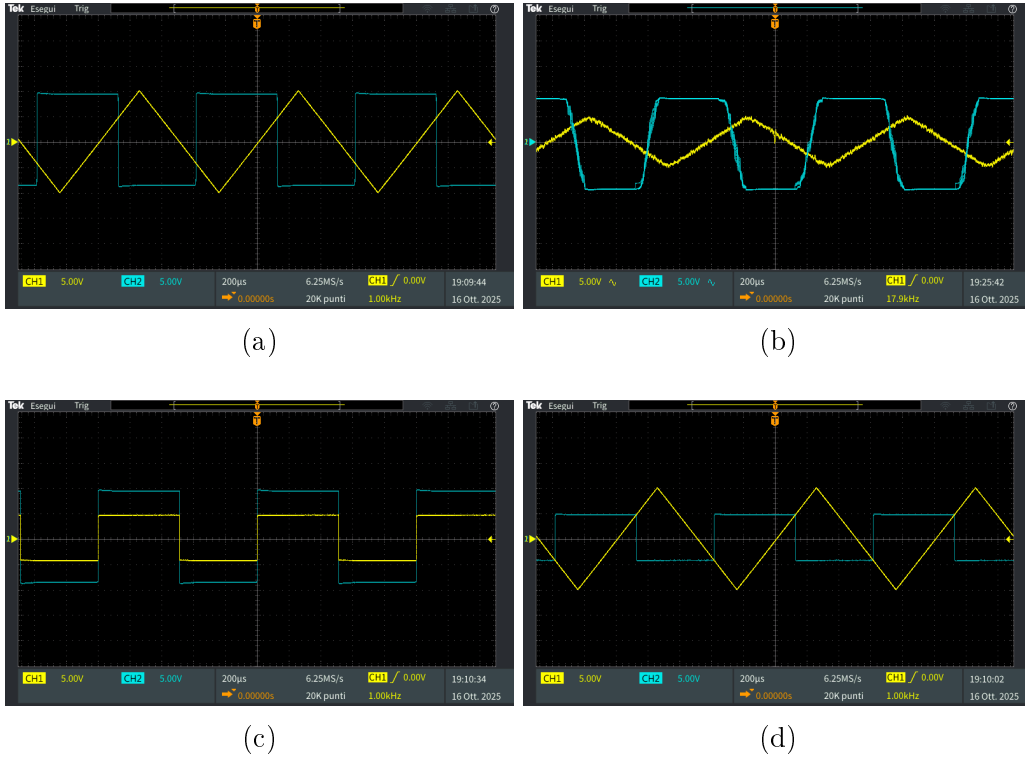 Tek Esegui Trig
T
1
CH1 5.00V CH2 5.00V 200µs 6.25MS/s CH1 0.00V 19:09:44
0.00000s 20K punti 1.00kHz 16 Ott. 2025
(a)
Tek Esegui Trig
T
1
CH1 5.00V CH2 5.00V 200µs 6.25MS/s CH1 0.00V 19:25:42
0.00000s 20K punti 17.9kHz 16 Ott. 2025
(b)
Tek Esegui Trig
T
1
CH1 5.00V CH2 5.00V 200µs 6.25MS/s CH1 0.00V 19:10:34
0.00000s 20K punti 1.00kHz 16 Ott. 2025
(c)
Tek Esegui Trig
T
1
CH1 5.00V CH2 5.00V 200µs 6.25MS/s CH1 0.00V 19:10:02
0.00000s 20K punti 1.00kHz 16 Ott. 2025
(d)